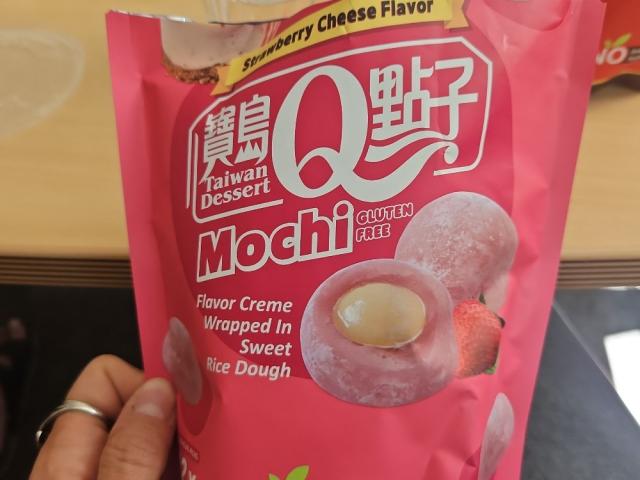 Strawberry Cheese Flavor
寶島Q點子
Taiwan
Dessert
Mochi
GLUTEN
FREE
Flavor Creme
Wrapped In
Sweet
Rice Dough